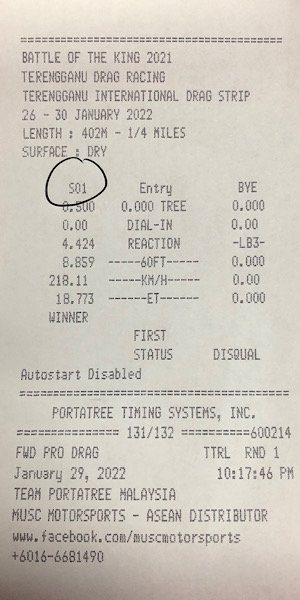 ==========================================
BATTLE OF THE KING 2021
TERENGGANU DRAG RACING
TERENGGANU INTERNATIONAL DRAG STRIP
26 - 30 JANUARY 2022
LENGTH : 402M - 1/4 MILES
SURFACE : DRY
S01 Entry BYE
0.500 0.000 TREE 0.000
0.00 DIAL-IN 0.00
4.424 REACTION -LB3-
8.859 -----60FT----- 0.000
218.11 ------KM/H------ 0.00
18.773 ------ET------ 0.000
WINNER
FIRST
STATUS DISQUAL
Autostart Disabled
==========================================
PORTATREE TIMING SYSTEMS, INC.
=============== 131/132 ==========600214
FWD PRO DRAG TTRL RND 1
January 29, 2022 10:17:46 PM
TEAM PORTATREE MALAYSIA
MUSC MOTORSPORTS - ASEAN DISTRIBUTOR
www.facebook.com/muscmotorsports
+6016-6681490